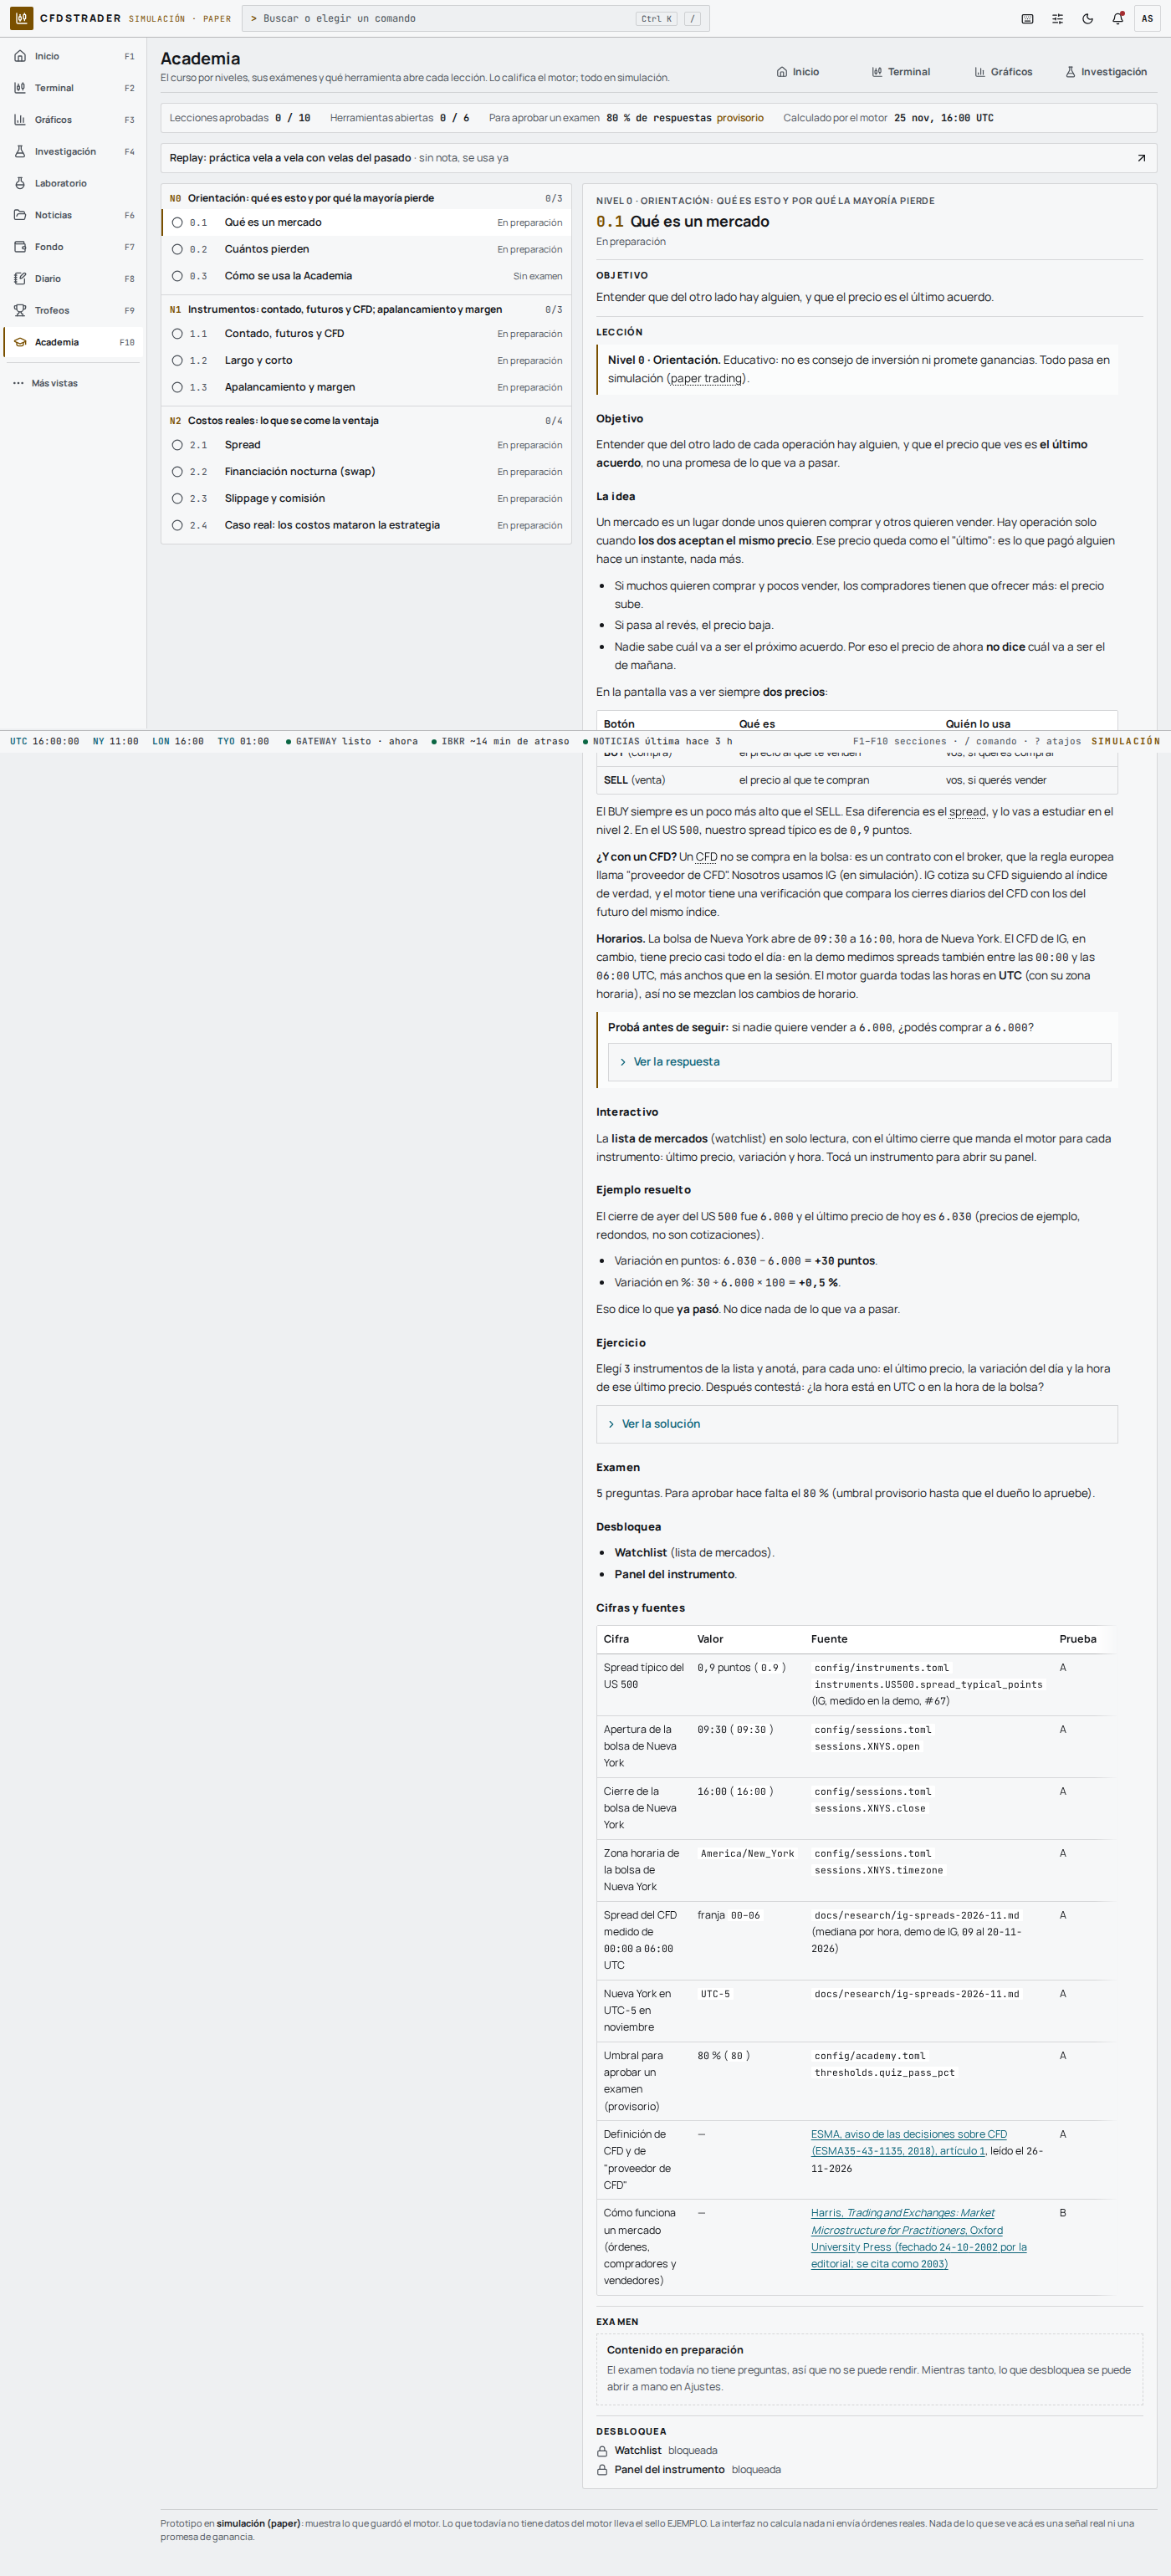 CFDSTRADER SIMULACIÓN · PAPER
> Buscar o elegir un comando Ctrl K /
AS
Inicio F1
Terminal F2
Gráficos F3
Investigación F4
Laboratorio
Noticias F6
Fondo F7
Diario F8
Trofeos F9
Academia F10
Más vistas
Academia
El curso por niveles, sus exámenes y qué herramienta abre cada lección. Lo califica el motor; todo en simulación.
Inicio
Terminal
Gráficos
Investigación
Lecciones aprobadas 0 / 10 Herramientas abiertas 0 / 6 Para aprobar un examen 80 % de respuestas provisorio Calculado por el motor 25 nov, 16:00 UTC
Replay: práctica vela a vela con velas del pasado · sin nota, se usa ya
N0 Orientación: qué es esto y por qué la mayoría pierde 0/3
0.1 Qué es un mercado En preparación
0.2 Cuántos pierden En preparación
0.3 Cómo se usa la Academia Sin examen
N1 Instrumentos: contado, futuros y CFD; apalancamiento y margen 0/3
1.1 Contado, futuros y CFD En preparación
1.2 Largo y corto En preparación
1.3 Apalancamiento y margen En preparación
N2 Costos reales: lo que se come la ventaja 0/4
2.1 Spread En preparación
2.2 Financiación nocturna (swap) En preparación
2.3 Slippage y comisión En preparación
2.4 Caso real: los costos mataron la estrategia En preparación
NIVEL 0 · ORIENTACIÓN: QUÉ ES ESTO Y POR QUÉ LA MAYORÍA PIERDE
0.1 Qué es un mercado
En preparación
OBJETIVO
Entender que del otro lado hay alguien, y que el precio es el último acuerdo.
LECCIÓN
Nivel 0 · Orientación. Educativo: no es consejo de inversión ni promete ganancias. Todo pasa en
simulación (paper trading).
Objetivo
Entender que del otro lado de cada operación hay alguien, y que el precio que ves es el último
acuerdo, no una promesa de lo que va a pasar.
La idea
Un mercado es un lugar donde unos quieren comprar y otros quieren vender. Hay operación solo
cuando los dos aceptan el mismo precio. Ese precio queda como el "último": es lo que pagó alguien
hace un instante, nada más.
• Si muchos quieren comprar y pocos vender, los compradores tienen que ofrecer más: el precio
sube.
• Si pasa al revés, el precio baja.
• Nadie sabe cuál va a ser el próximo acuerdo. Por eso el precio de ahora no dice cuál va a ser el
de mañana.
En la pantalla vas a ver siempre dos precios:
Botón Qué es Quién lo usa
UTC 16:00:00 NY 11:00 LON 16:00 TYO 01:00 GATEWAY listo · ahora IBKR ~14 min de atraso NOTICIAS última hace 3 h F1–F10 secciones · / comando · ? atajos SIMULACIÓN
SELL (venta) el precio al que te compran vos, si querés vender
El BUY siempre es un poco más alto que el SELL. Esa diferencia es el spread, y lo vas a estudiar en el
nivel 2. En el US 500, nuestro spread típico es de 0,9 puntos.
¿Y con un CFD? Un CFD no se compra en la bolsa: es un contrato con el broker, que la regla europea
llama "proveedor de CFD". Nosotros usamos IG (en simulación). IG cotiza su CFD siguiendo al índice
de verdad, y el motor tiene una verificación que compara los cierres diarios del CFD con los del
futuro del mismo índice.
Horarios. La bolsa de Nueva York abre de 09:30 a 16:00, hora de Nueva York. El CFD de IG, en
cambio, tiene precio casi todo el día: en la demo medimos spreads también entre las 00:00 y las
06:00 UTC, más anchos que en la sesión. El motor guarda todas las horas en UTC (con su zona
horaria), así no se mezclan los cambios de horario.
Probá antes de seguir: si nadie quiere vender a 6.000, ¿podés comprar a 6.000?
Ver la respuesta
Interactivo
La lista de mercados (watchlist) en solo lectura, con el último cierre que manda el motor para cada
instrumento: último precio, variación y hora. Tocá un instrumento para abrir su panel.
Ejemplo resuelto
El cierre de ayer del US 500 fue 6.000 y el último precio de hoy es 6.030 (precios de ejemplo,
redondos, no son cotizaciones).
• Variación en puntos: 6.030 − 6.000 = +30 puntos.
• Variación en %: 30 ÷ 6.000 × 100 = +0,5 %.
Eso dice lo que ya pasó. No dice nada de lo que va a pasar.
Ejercicio
Elegí 3 instrumentos de la lista y anotá, para cada uno: el último precio, la variación del día y la hora
de ese último precio. Después contestá: ¿la hora está en UTC o en la hora de la bolsa?
Ver la solución
Examen
5 preguntas. Para aprobar hace falta el 80 % (umbral provisorio hasta que el dueño lo apruebe).
Desbloquea
• Watchlist (lista de mercados).
• Panel del instrumento.
Cifras y fuentes
Cifra Valor Fuente Prueba
Spread típico del
US 500
0,9 puntos ( 0.9 )
config/instruments.toml
instruments.US500.spread_typical_points
(IG, medido en la demo, #67)
A
Apertura de la
bolsa de Nueva
York
09:30 ( 09:30 )
config/sessions.toml
sessions.XNYS.open
A
Cierre de la
bolsa de Nueva
York
16:00 ( 16:00 )
config/sessions.toml
sessions.XNYS.close
A
Zona horaria de
la bolsa de
Nueva York
America/New_York
config/sessions.toml
sessions.XNYS.timezone
A
Spread del CFD
medido de
00:00 a 06:00
UTC
franja 00–06
docs/research/ig-spreads-2026-11.md
(mediana por hora, demo de IG, 09 al 20-11-
2026)
A
Nueva York en
UTC-5 en
noviembre
UTC-5
docs/research/ig-spreads-2026-11.md
A
Umbral para
aprobar un
examen
(provisorio)
80 % ( 80 )
config/academy.toml
thresholds.quiz_pass_pct
A
Definición de
CFD y de
"proveedor de
CFD"
—
ESMA, aviso de las decisiones sobre CFD
(ESMA35-43-1135, 2018), artículo 1, leído el 26-
11-2026
A
Cómo funciona
un mercado
(órdenes,
compradores y
vendedores)
—
Harris, Trading and Exchanges: Market
Microstructure for Practitioners, Oxford
University Press (fechado 24-10-2002 por la
editorial; se cita como 2003)
B
EXAMEN
Contenido en preparación
El examen todavía no tiene preguntas, así que no se puede rendir. Mientras tanto, lo que desbloquea se puede
abrir a mano en Ajustes.
DESBLOQUEA
Watchlist bloqueada
Panel del instrumento bloqueada
Prototipo en simulación (paper): muestra lo que guardó el motor. Lo que todavía no tiene datos del motor lleva el sello EJEMPLO. La interfaz no calcula nada ni envía órdenes reales. Nada de lo que se ve acá es una señal real ni una
promesa de ganancia.